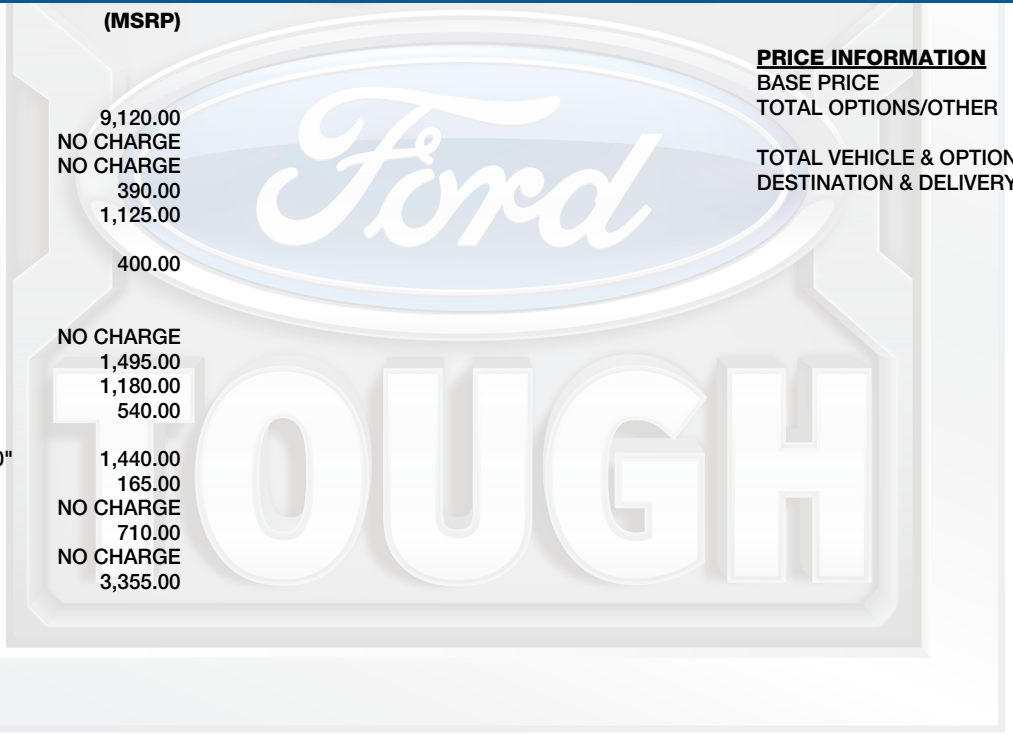 (MSRP)
9,120.00
NO CHARGE
NO CHARGE
390.00
1,125.00
400.00
NO CHARGE
1,495.00
1,180.00
540.00
0" 1,440.00
165.00
NO CHARGE
710.00
NO CHARGE
3,355.00
PRICE INFORMATION
BASE PRICE
TOTAL OPTIONS/OTHER
TOTAL VEHICLE & OPTION
DESTINATION & DELIVERY
Ford
TOUGH